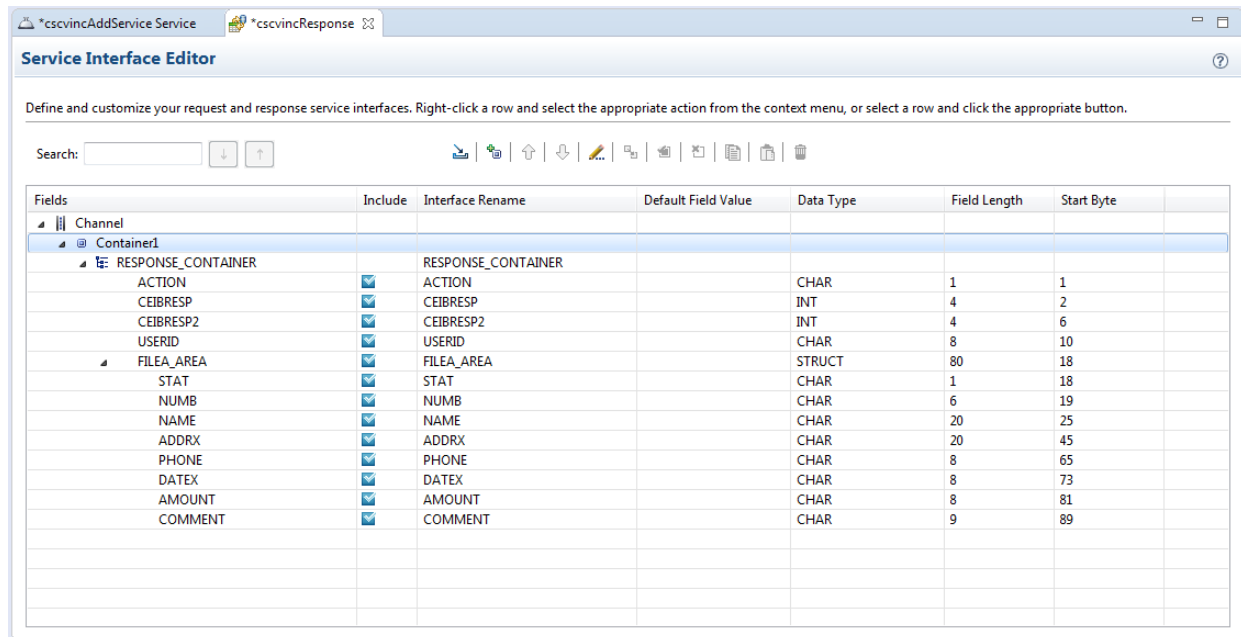 *cscvincAddService Service *cscvincResponse
Service Interface Editor
Define and customize your request and response service interfaces. Right-click a row and select the appropriate action from the context menu, or select a row and click the appropriate button.
Search:
Fields Include Interface Rename Default Field Value Data Type Field Length Start Byte
Channel
Container1
RESPONSE_CONTAINER RESPONSE_CONTAINER
ACTION ACTION CHAR 1 1
CEIBRESP CEIBRESP INT 4 2
CEIBRESP2 CEIBRESP2 INT 4 6
USERID USERID CHAR 8 10
FILEA_AREA FILEA_AREA STRUCT 80 18
STAT STAT CHAR 1 18
NUMB NUMB CHAR 6 19
NAME NAME CHAR 20 25
ADDRX ADDRX CHAR 20 45
PHONE PHONE CHAR 8 65
DATEX DATEX CHAR 8 73
AMOUNT AMOUNT CHAR 8 81
COMMENT COMMENT CHAR 9 89